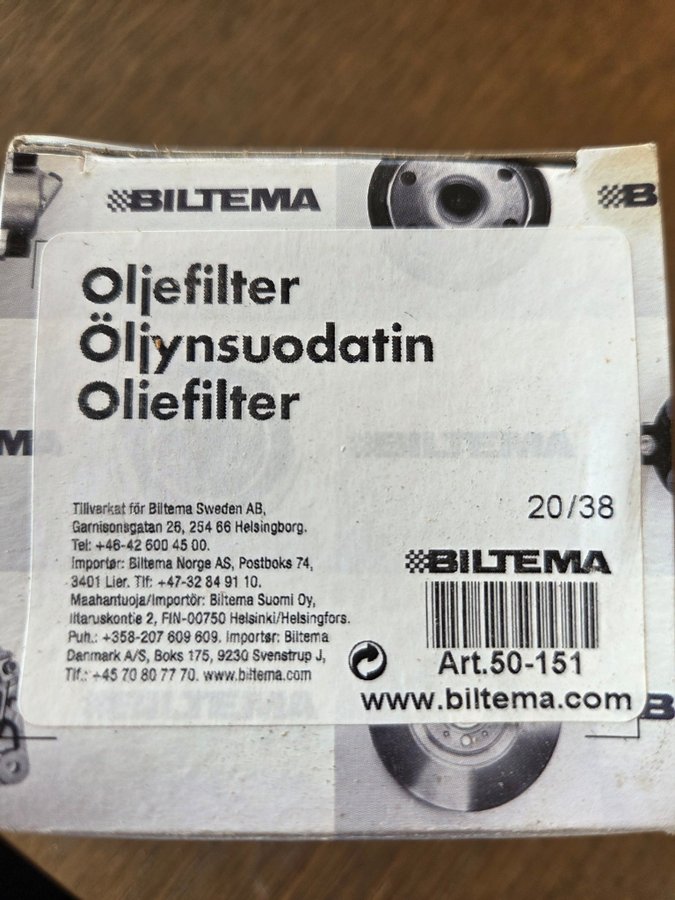 BILTEMA
B
Oljefilter
Öljynsuodatin
Oliefilter
M
20/38
Tillverkat för Biltema Sweden AB,
Garnisonsgatan 26, 254 66 Helsingborg.
Tel: +46-42 600 45 00.
Importør: Biltema Norge AS, Postboks 74,
3401 Lier. Tlf: +47-32 84 91 10.
Maahantuoja/Importör: Biltema Suomi Oy,
Iltaruskontie 2, FIN-00750 Helsinki/Helsingfors.
Puh.: +358-207 609 609. Importør: Biltema
Danmark A/S, Boks 175, 9230 Svenstrup J,
Tlf.: +45 70 80 77 70. www.biltema.com
BILTEMA
Art.50-151
www.biltema.com
B